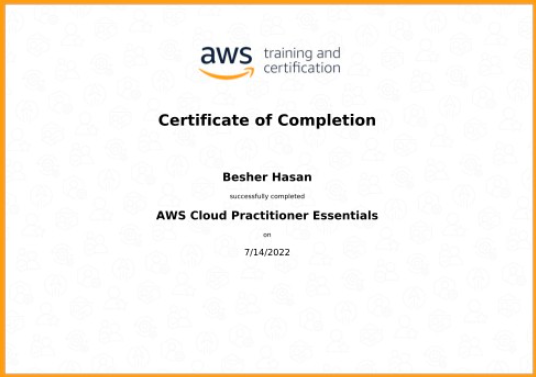 aws training and
certification
Certificate of Completion
Besher Hasan
successfully completed
AWS Cloud Practitioner Essentials
on
7/14/2022